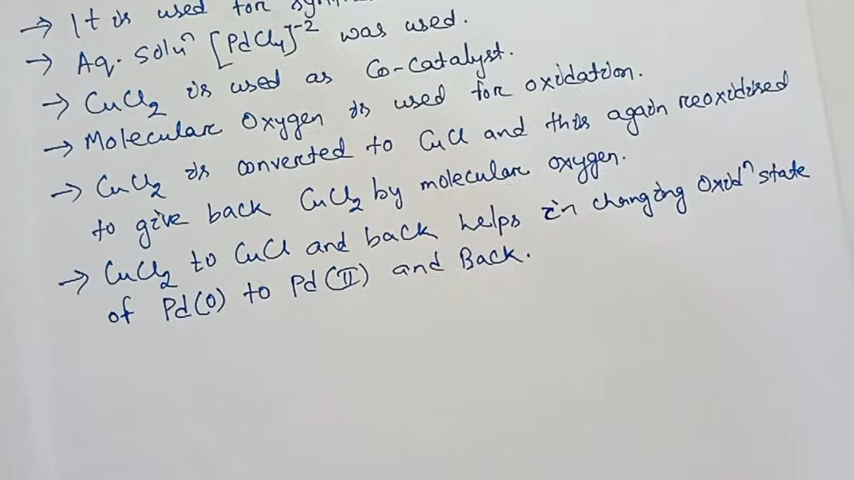 → It is used for
→ Aq. Soluⁿ [PdCl₄]⁻² was used.
→ CuCl₂ is used as Co-Catalyst.
→ Molecular Oxygen is used for oxidation.
→ CuCl₂ is converted to CuCl and this again reoxidised
to give back CuCl₂ by molecular oxygen.
→ CuCl₂ to CuCl and back helps in changing Oxidⁿ state
of Pd(0) to Pd(II) and Back.